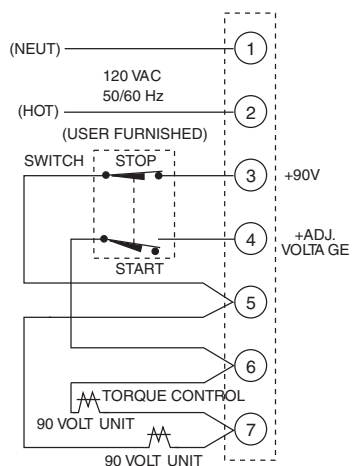 (NEUT)
1
120 VAC
50/60 Hz
(HOT)
2
(USER FURNISHED)
SWITCH
STOP
3
+90V
4
+ADJ.
VOLTA GE
START
5
6
TORQUE CONTROL
90 VOLT UNIT
7
90 VOLT UNIT